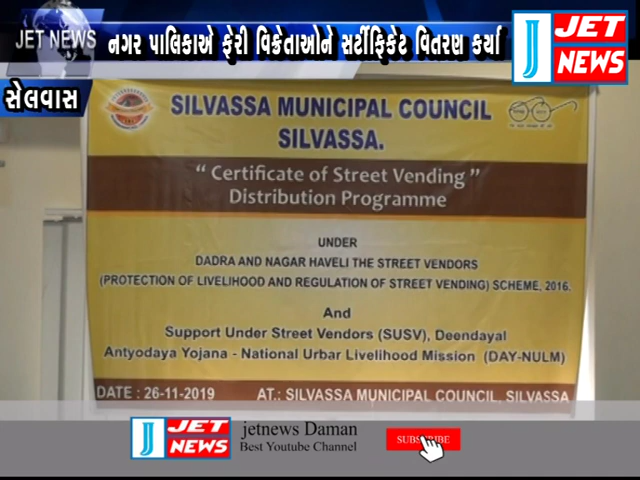 JET NEWS
નગર પાલિકાએ ફેરી વિક્રેતાઓને સર્ટીફિકેટ વિતરણ કર્યા
J JET NEWS
સેલવાસ
SILVASSA MUNICIPAL COUNCIL
SILVASSA.
“ Certificate of Street Vending ”
Distribution Programme
UNDER
DADRA AND NAGAR HAVELI THE STREET VENDORS
(PROTECTION OF LIVELIHOOD AND REGULATION OF STREET VENDING) SCHEME, 2016.
And
Support Under Street Vendors (SUSV), Deendayal
Antyodaya Yojana - National Urbar Livelihood Mission (DAY-NULM)
DATE : 26-11-2019 AT.: SILVASSA MUNICIPAL COUNCIL, SILVASSA
J JET NEWS
jetnews Daman
Best Youtube Channel
SUBSCRIBE